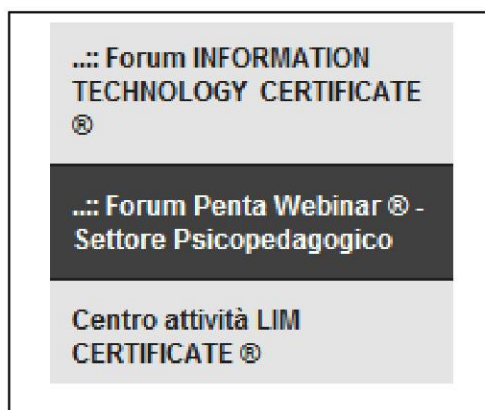 ..:: Forum INFORMATION
TECHNOLOGY CERTIFICATE
®
..:: Forum Penta Webinar ® -
Settore Psicopedagogico
Centro attività LIM
CERTIFICATE ®